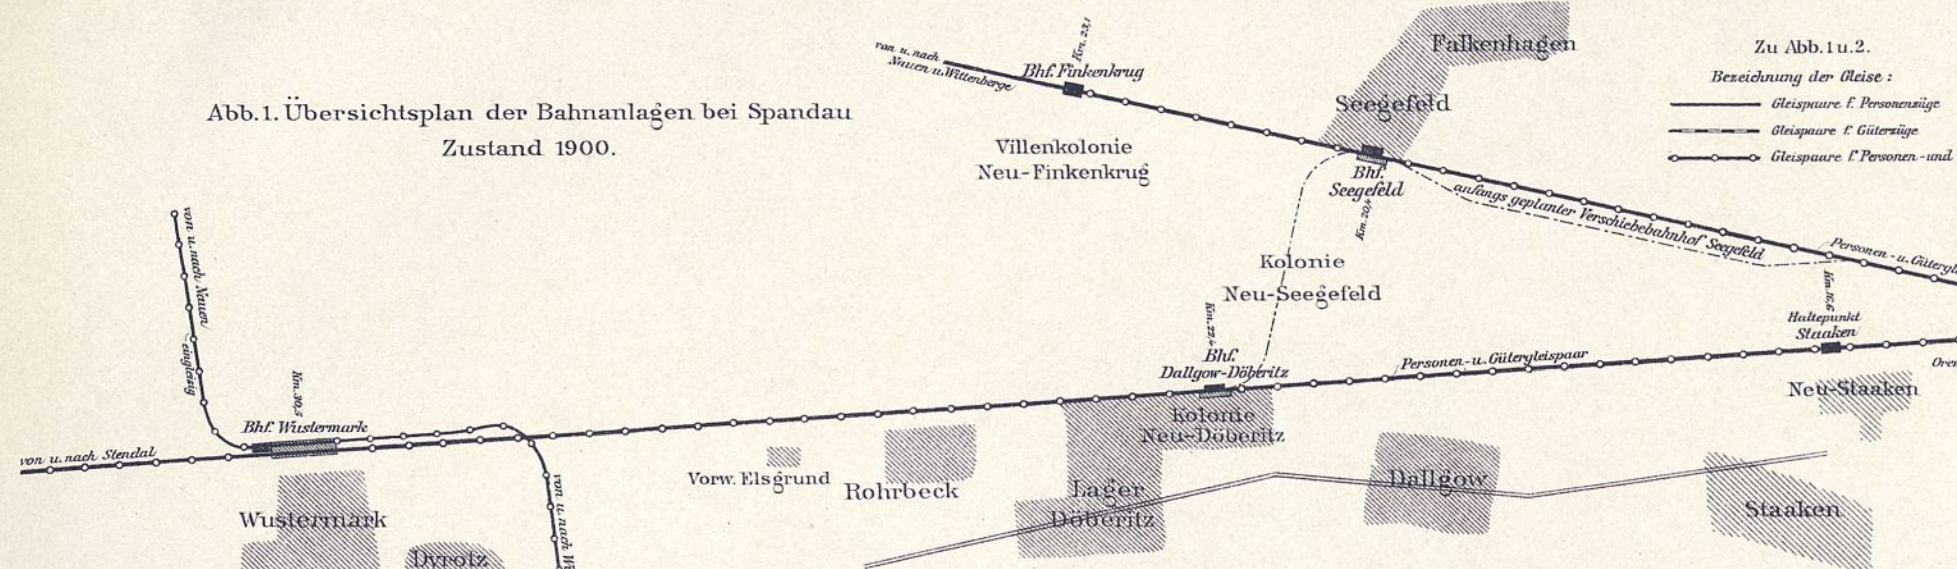 Abb.1. Übersichtsplan der Bahnanlagen bei Spandau
Zustand 1900.
von u. nach
Nauen u. Wittenberge
Km. 23,1
Bhf. Finkenkrug
Villenkolonie
Neu-Finkenkrug
Falkenhagen
Seegefeld
Bhf.
Seegefeld
Km. 20,4
anfangs geplanter Verschiebebahnhof Seegefeld
Zu Abb. 1 u. 2.
Bezeichnung der Gleise:
Gleispaare f. Personenzüge
Gleispaare f. Güterzüge
Gleispaare f. Personen- und
Personen- u. Gütergl
Kolonie
Neu-Seegefeld
Km. 22,4
Bhf.
Dallgow-Döberitz
Personen- u. Gütergleispaar
Km. 16,6
Haltepunkt
Staaken
Neu-Staaken
von u. nach Nauen
eingleisig
Km. 30,5
Bhf. Wustermark
von u. nach Stendal
von u. nach
Wustermark
Dyrotz
Vorw. Elsgrund
Rohrbeck
Kolonie
Neu-Döberitz
Lager
Döberitz
Dallgow
Staaken